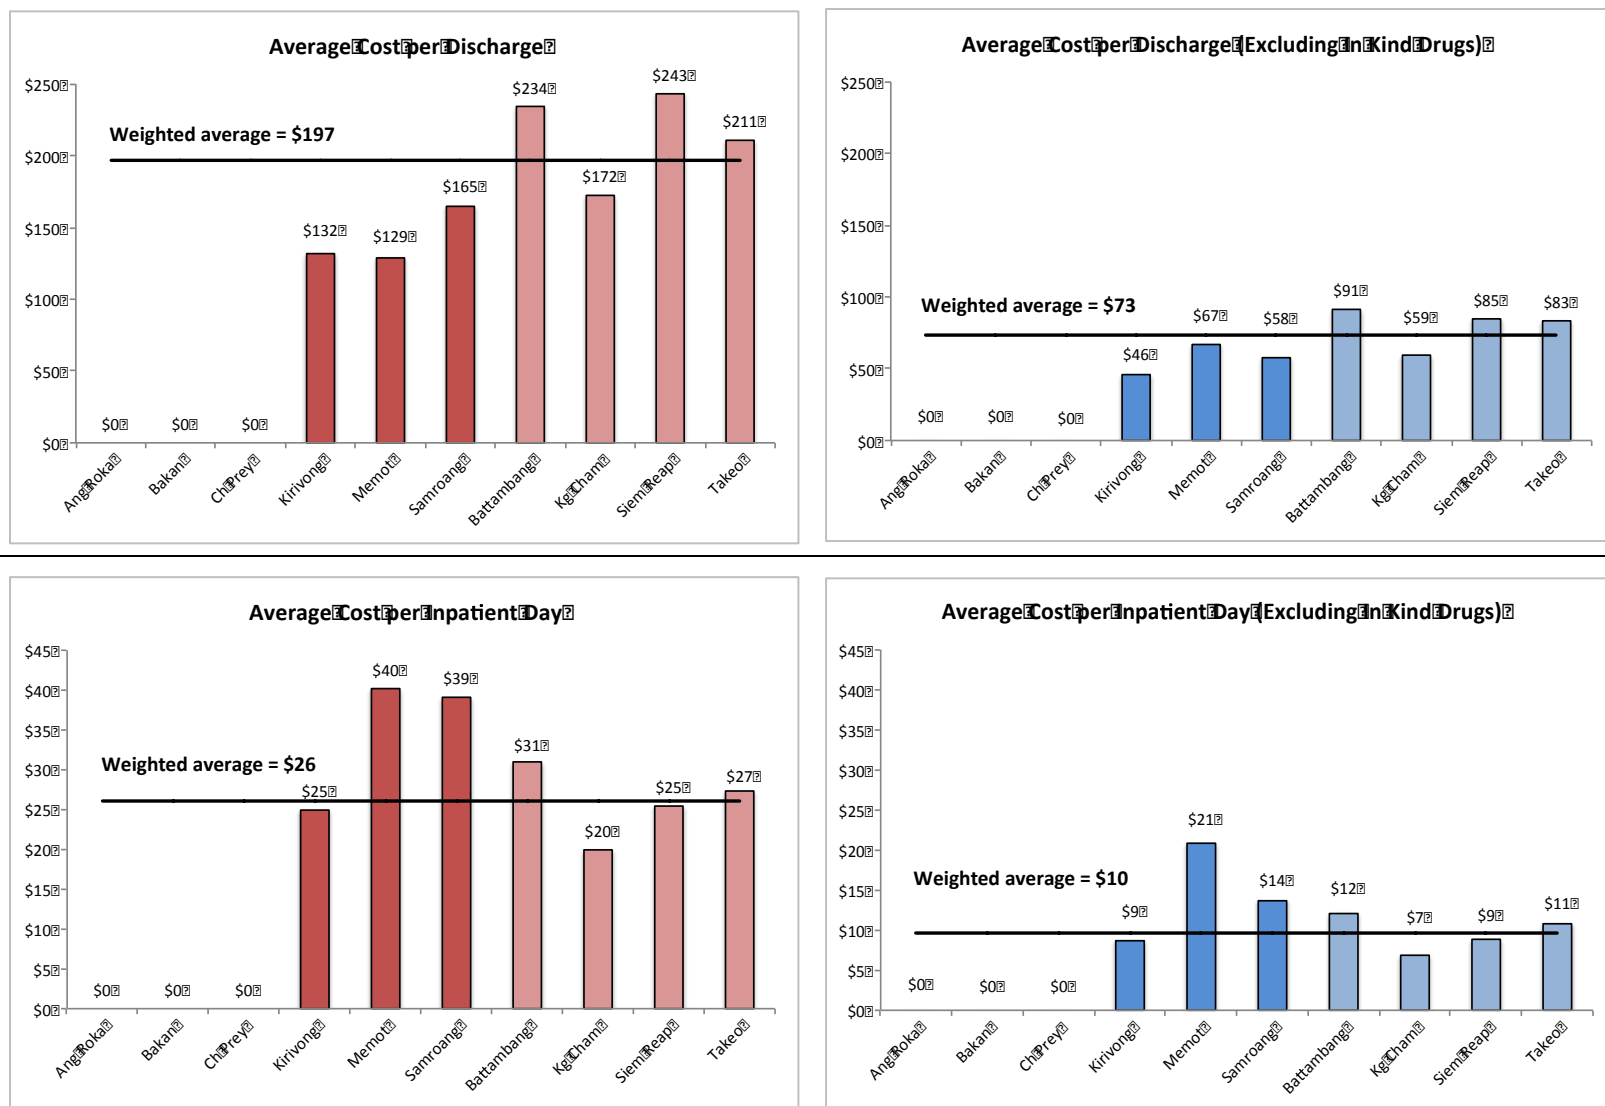 Average Cost per Discharge
$250
$200
$150
$100
$50
$0
Weighted average = $197
$0
$0
$0
$132
$129
$165
$234
$172
$243
$211
Ang Roka
Bakan
Ch Prey
Kirivong
Memot
Samroang
Battambang
Kg Cham
Siem Reap
Takeo
Average Cost per Discharge (Excluding In Kind Drugs)
$250
$200
$150
$100
$50
$0
Weighted average = $73
$0
$0
$0
$46
$67
$58
$91
$59
$85
$83
Ang Roka
Bakan
Ch Prey
Kirivong
Memot
Samroang
Battambang
Kg Cham
Siem Reap
Takeo
Average Cost per Inpatient Day
$45
$40
$35
$30
$25
$20
$15
$10
$5
$0
Weighted average = $26
$0
$0
$0
$25
$40
$39
$31
$20
$25
$27
Ang Roka
Bakan
Ch Prey
Kirivong
Memot
Samroang
Battambang
Kg Cham
Siem Reap
Takeo
Average Cost per Inpatient Day (Excluding In Kind Drugs)
$45
$40
$35
$30
$25
$20
$15
$10
$5
$0
Weighted average = $10
$0
$0
$0
$9
$21
$14
$12
$7
$9
$11
Ang Roka
Bakan
Ch Prey
Kirivong
Memot
Samroang
Battambang
Kg Cham
Siem Reap
Takeo